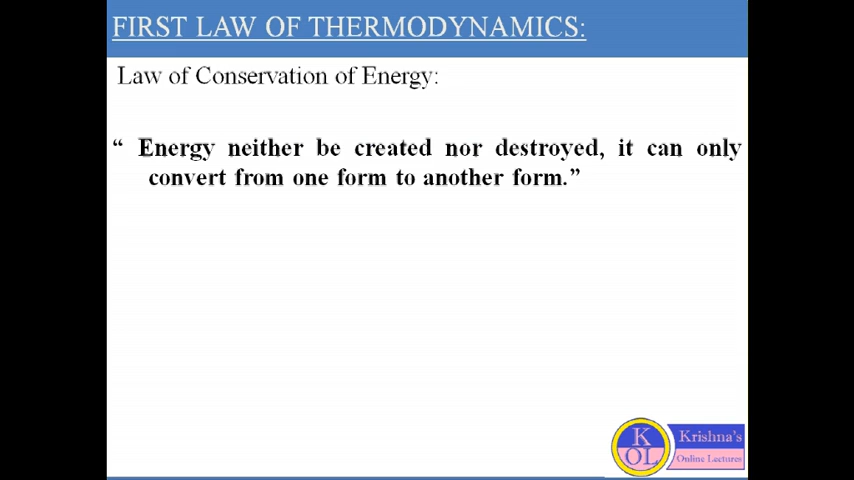 FIRST LAW OF THERMODYNAMICS:
Law of Conservation of Energy:
“ Energy neither be created nor destroyed, it can only
convert from one form to another form.”
K
OL
Krishna's
Online Lectures